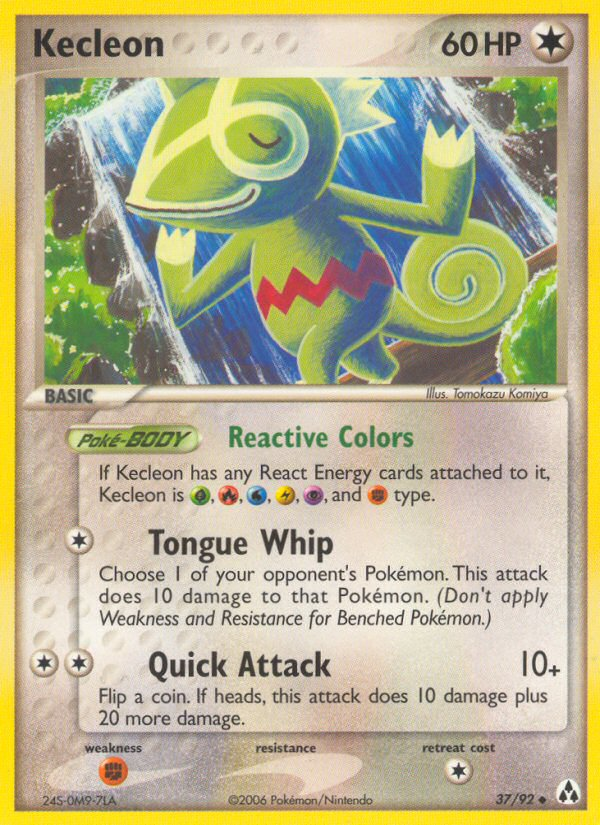 Kecleon 60 HP
BASIC
Illus. Tomokazu Komiya
Poké-BODY Reactive Colors
If Kecleon has any React Energy cards attached to it,
Kecleon is , , , , , and type.
Tongue Whip
Choose 1 of your opponent's Pokémon. This attack
does 10 damage to that Pokémon. (Don't apply
Weakness and Resistance for Benched Pokémon.)
Quick Attack 10+
Flip a coin. If heads, this attack does 10 damage plus
20 more damage.
weakness resistance retreat cost
24S-0M9-7LA ©2006 Pokémon/Nintendo 37/92